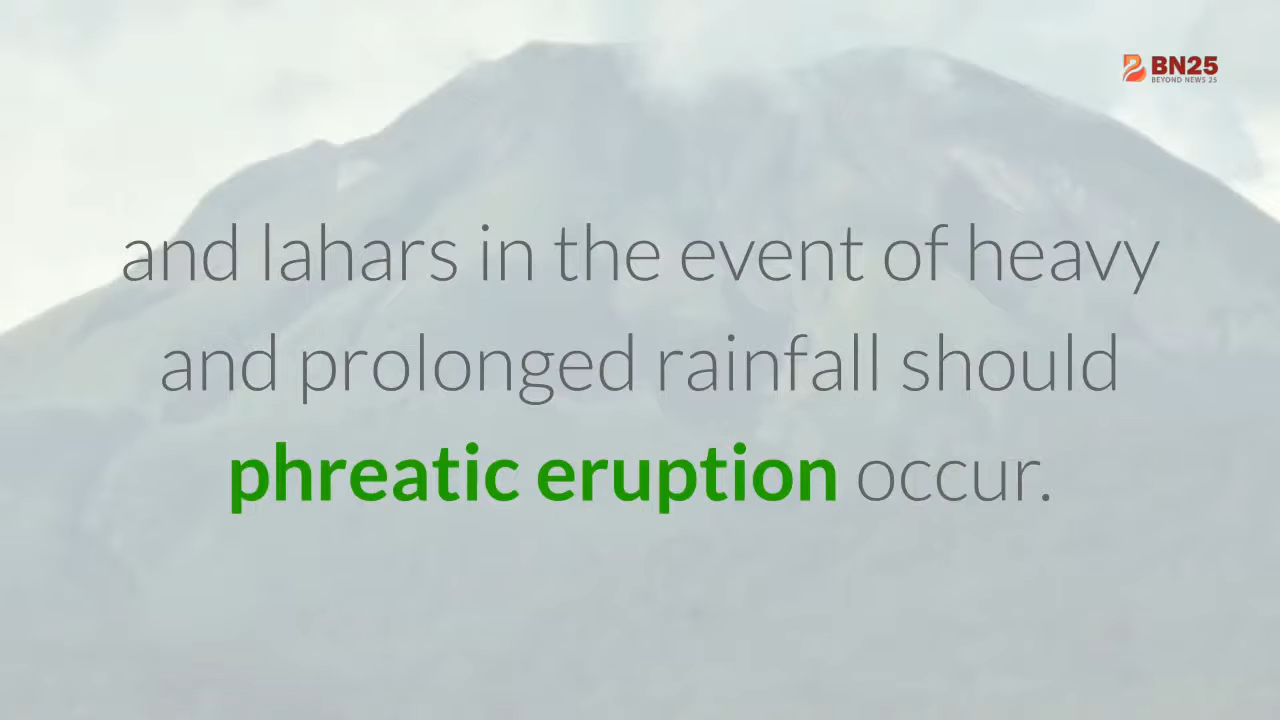 BN25
BEYOND NEWS 25
and lahars in the event of heavy
and prolonged rainfall should
phreatic eruption occur.